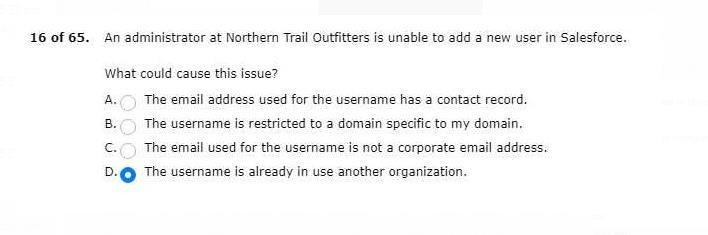 16 of 65. An administrator at Northern Trail Outfitters is unable to add a new user in Salesforce.
What could cause this issue?
A. The email address used for the username has a contact record.
B. The username is restricted to a domain specific to my domain.
C. The email used for the username is not a corporate email address.
D. The username is already in use another organization.